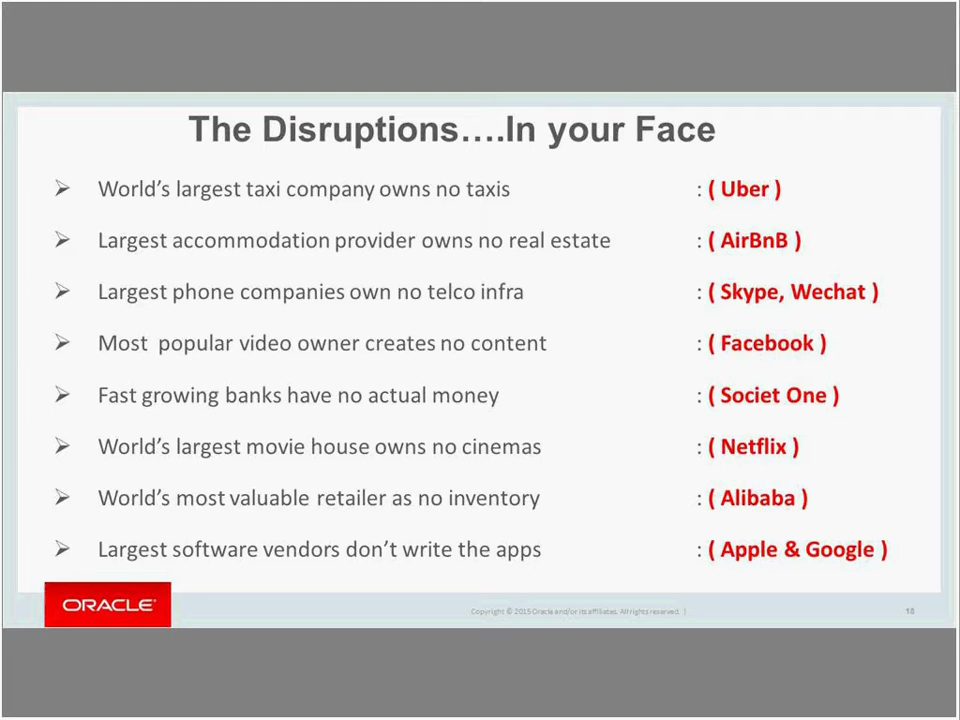 The Disruptions….In your Face
➢ World's largest taxi company owns no taxis : ( Uber )
➢ Largest accommodation provider owns no real estate : ( AirBnB )
➢ Largest phone companies own no telco infra : ( Skype, Wechat )
➢ Most popular video owner creates no content : ( Facebook )
➢ Fast growing banks have no actual money : ( Societ One )
➢ World's largest movie house owns no cinemas : ( Netflix )
➢ World's most valuable retailer as no inventory : ( Alibaba )
➢ Largest software vendors don't write the apps : ( Apple & Google )
ORACLE Copyright © 2015 Oracle and/or its affiliates. All rights reserved. | 18